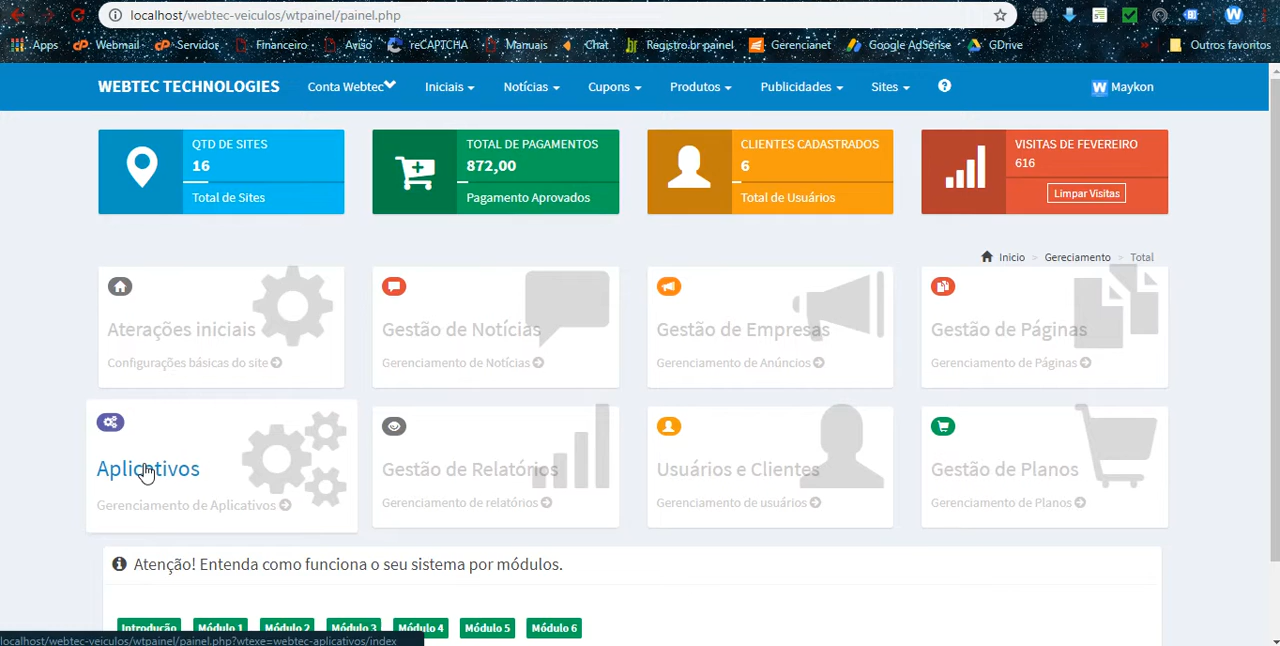 localhost/webtec-veiculos/wtpainel/painel.php
Apps Webmail Servidor Financeiro Aviso reCAPTCHA Manuais Chat Registro.br painel Gerencianet Google AdSense GDrive » Outros favoritos
WEBTEC TECHNOLOGIES Conta Webtec Iniciais Notícias Cupons Produtos Publicidades Sites ? W Maykon
QTD DE SITES
16
Total de Sites
TOTAL DE PAGAMENTOS
872,00
Pagamento Aprovados
CLIENTES CADASTRADOS
6
Total de Usuários
VISITAS DE FEVEREIRO
616
Limpar Visitas
Inicio > Gereciamento > Total
Aterações iniciais
Configurações básicas do site
Gestão de Notícias
Gerenciamento de Notícias
Gestão de Empresas
Gerenciamento de Anúncios
Gestão de Páginas
Gerenciamento de Páginas
Aplicativos
Gerenciamento de Aplicativos
Gestão de Relatórios
Gerenciamento de relatórios
Usuários e Clientes
Gerenciamento de usuários
Gestão de Planos
Gerenciamento de Planos
Atenção! Entenda como funciona o seu sistema por módulos.
Introdução Módulo 1 Módulo 2 Módulo 3 Módulo 4 Módulo 5 Módulo 6
localhost/webtec-veiculos/wtpainel/painel.php?wtexe=webtec-aplicativos/index